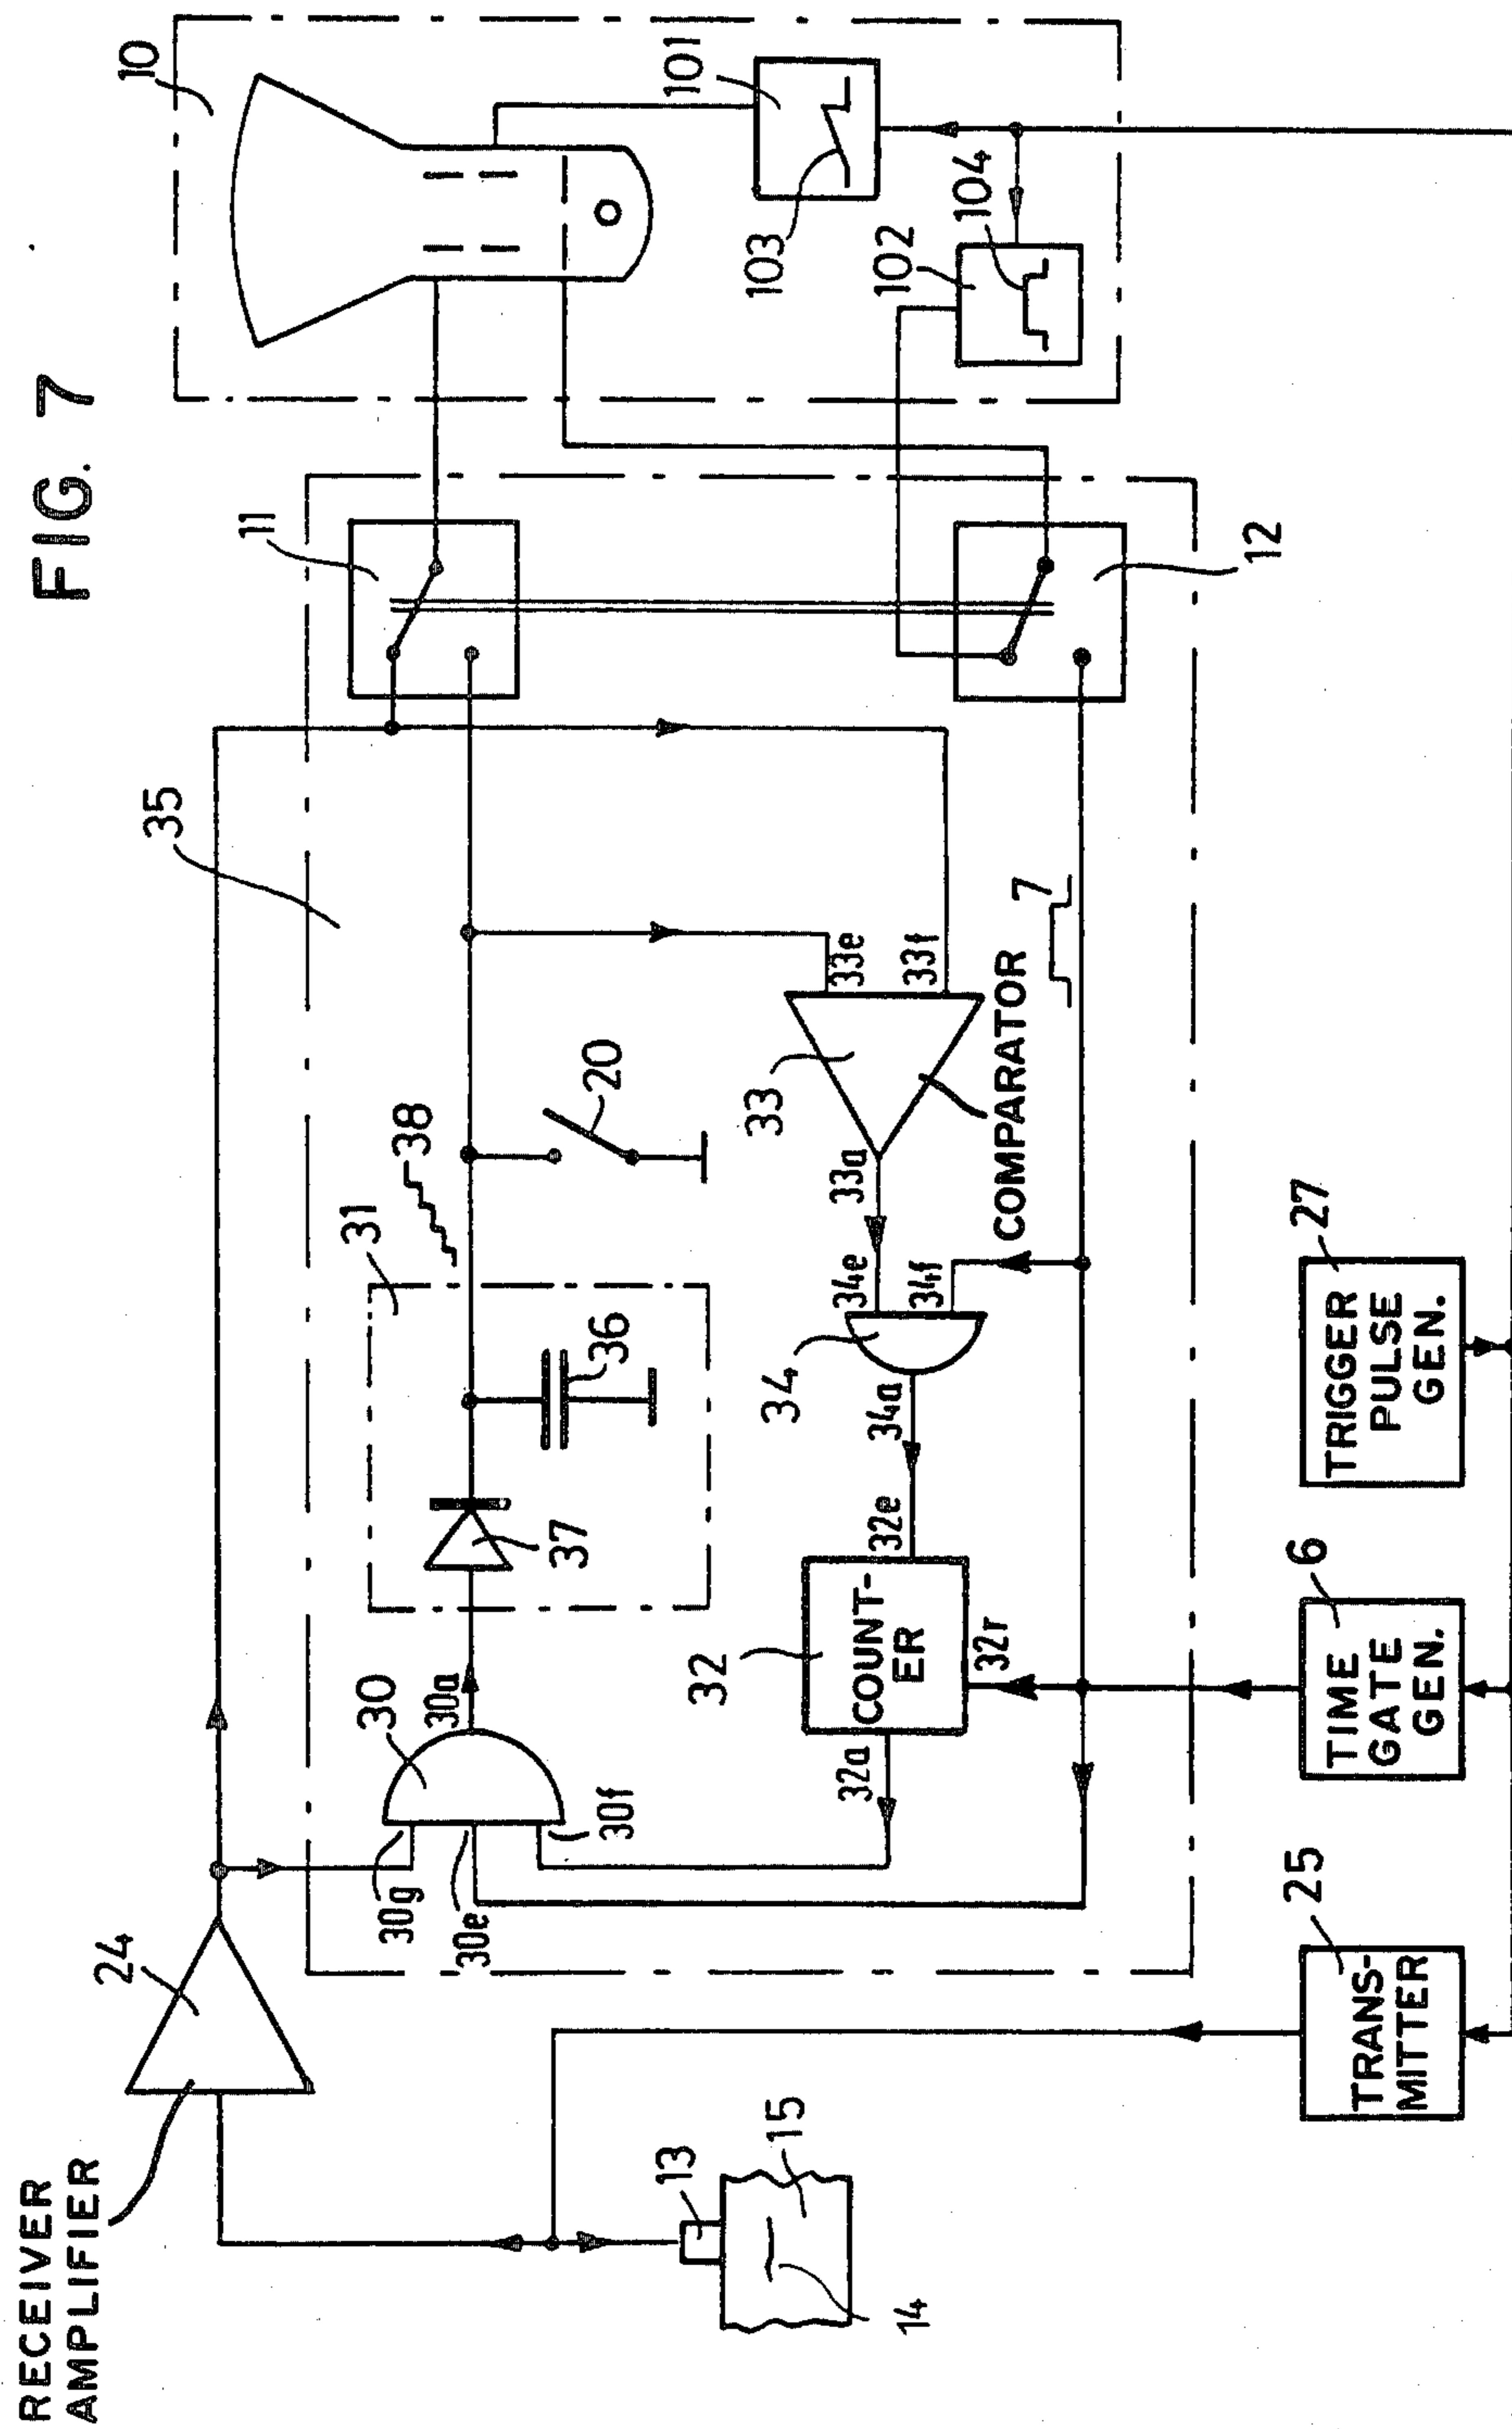 FIG. 7
RECEIVER
AMPLIFIER
24
35
11
10
30g
30
30a
31
38
30e
30f
37
36
20
101
103
13
15
14
32
34
33
33e
33f
102
104
COUNT-
ER
32a
32e
34a
34e
34f
33a
32r
COMPARATOR
7
12
25
6
27
TRANS-
MITTER
TIME
GATE
GEN.
TRIGGER
PULSE
GEN.